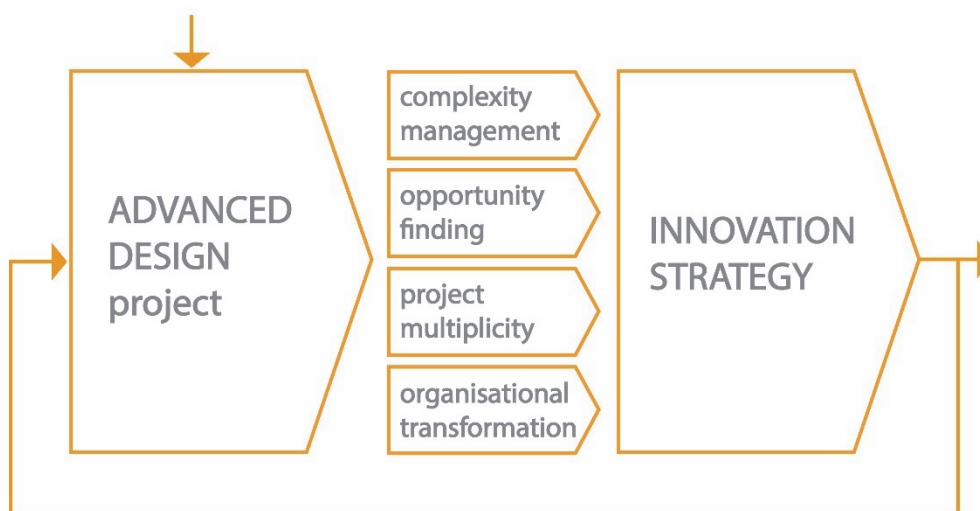 ADVANCED
DESIGN
project
complexity
management
opportunity
finding
project
multiplicity
organisational
transformation
INNOVATION
STRATEGY